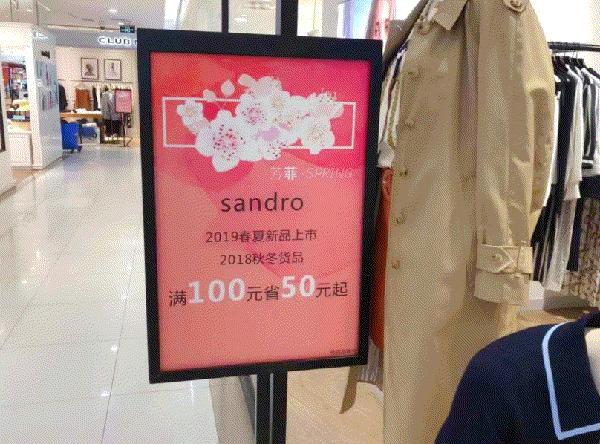 CLUB
芳菲·SPRING
sandro
2019春夏新品上市
2018秋冬货品
满100元省50元起